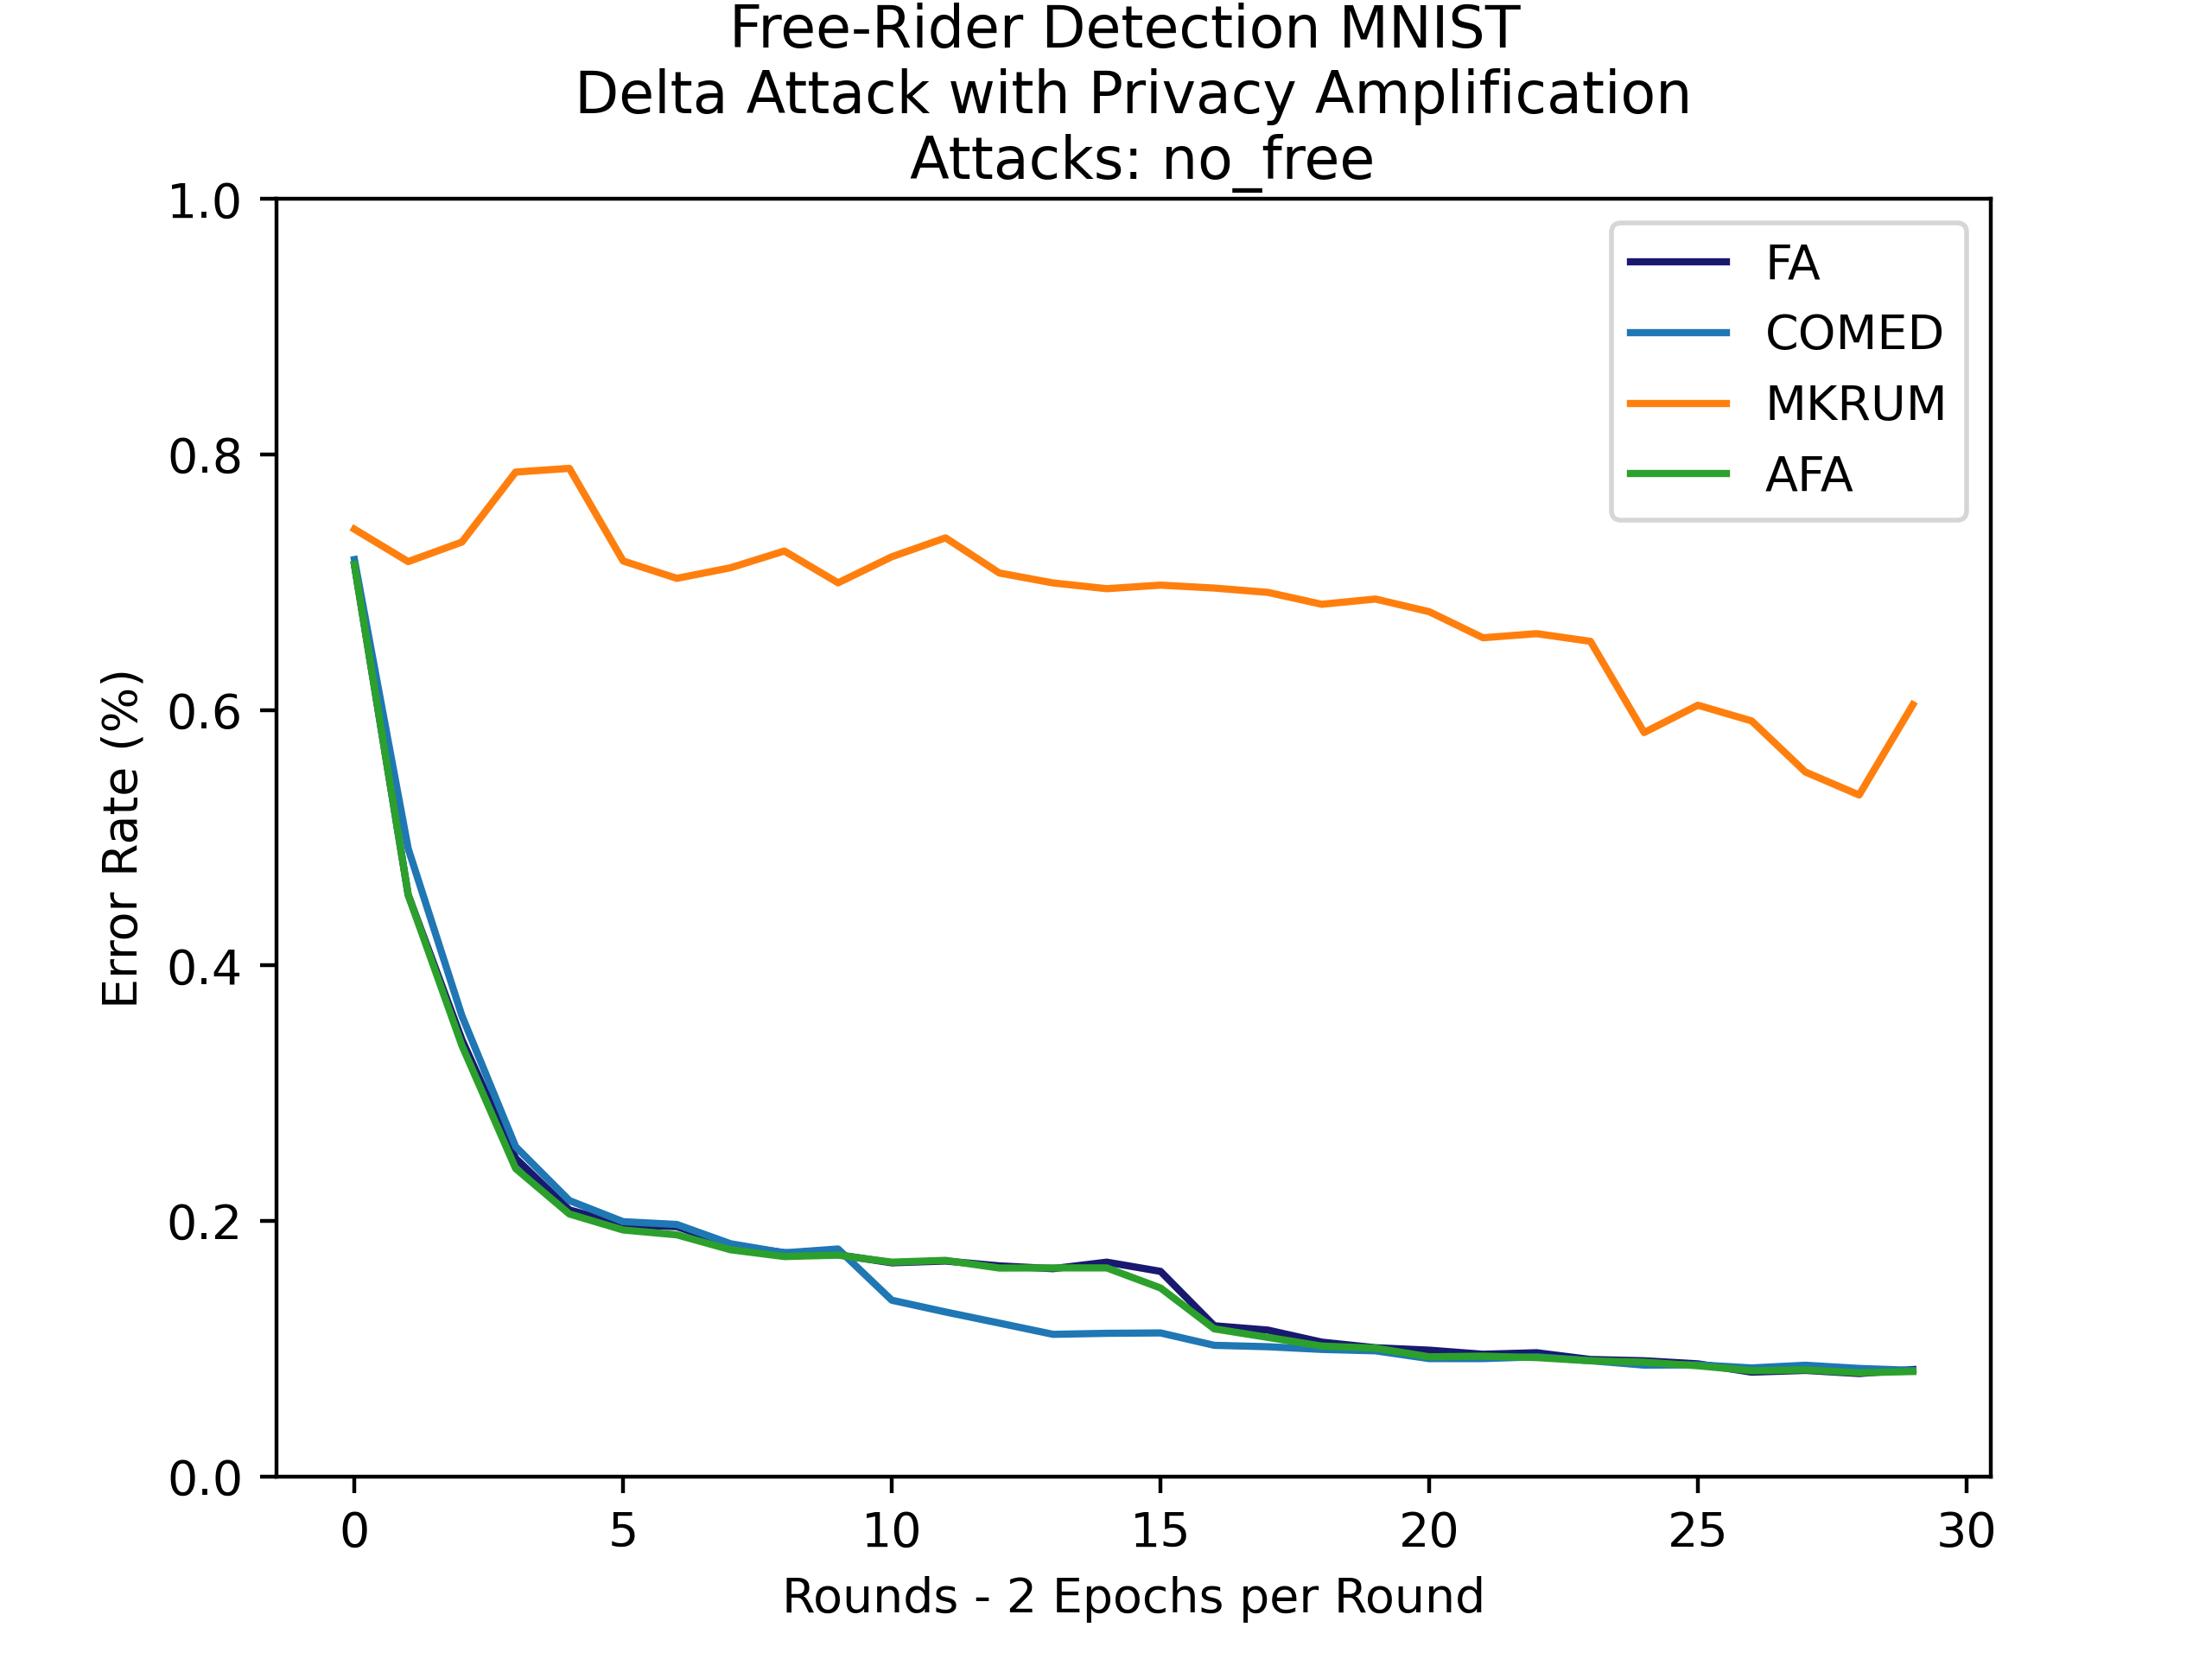 Free-Rider Detection MNIST
Delta Attack with Privacy Amplification
Attacks: no_free
1.0
0.8
0.6
0.4
0.2
0.0
Error Rate (%)
FA
COMED
MKRUM
AFA
0 5 10 15 20 25 30
Rounds - 2 Epochs per Round